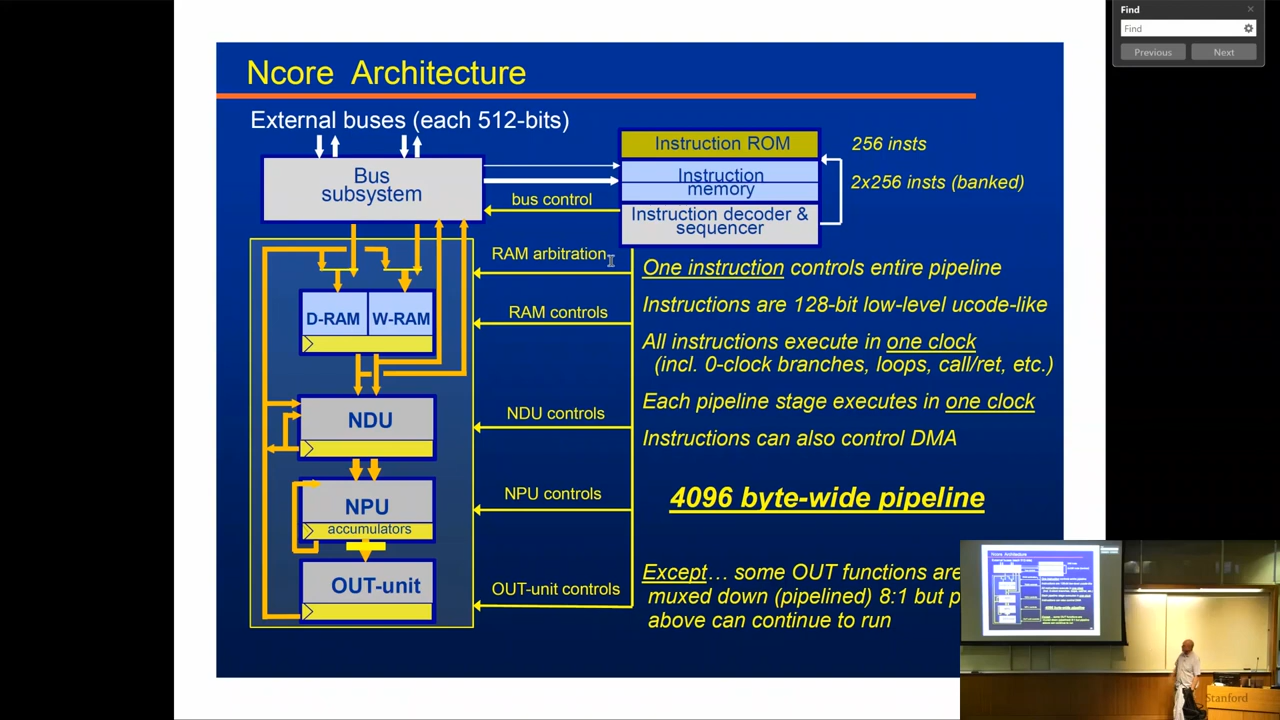 Find
Find
Previous
Next
Ncore Architecture
External buses (each 512-bits)
Bus
subsystem
Instruction ROM
256 insts
Instruction
memory
2x256 insts (banked)
bus control
Instruction decoder &
sequencer
RAM arbitration
One instruction controls entire pipeline
D-RAM
W-RAM
RAM controls
Instructions are 128-bit low-level ucode-like
All instructions execute in one clock
(incl. 0-clock branches, loops, call/ret, etc.)
NDU
NDU controls
Each pipeline stage executes in one clock
Instructions can also control DMA
NPU
accumulators
NPU controls
4096 byte-wide pipeline
OUT-unit
OUT-unit controls
Except… some OUT functions are
muxed down (pipelined) 8:1 but p
above can continue to run
Ncore Architecture
Stanford